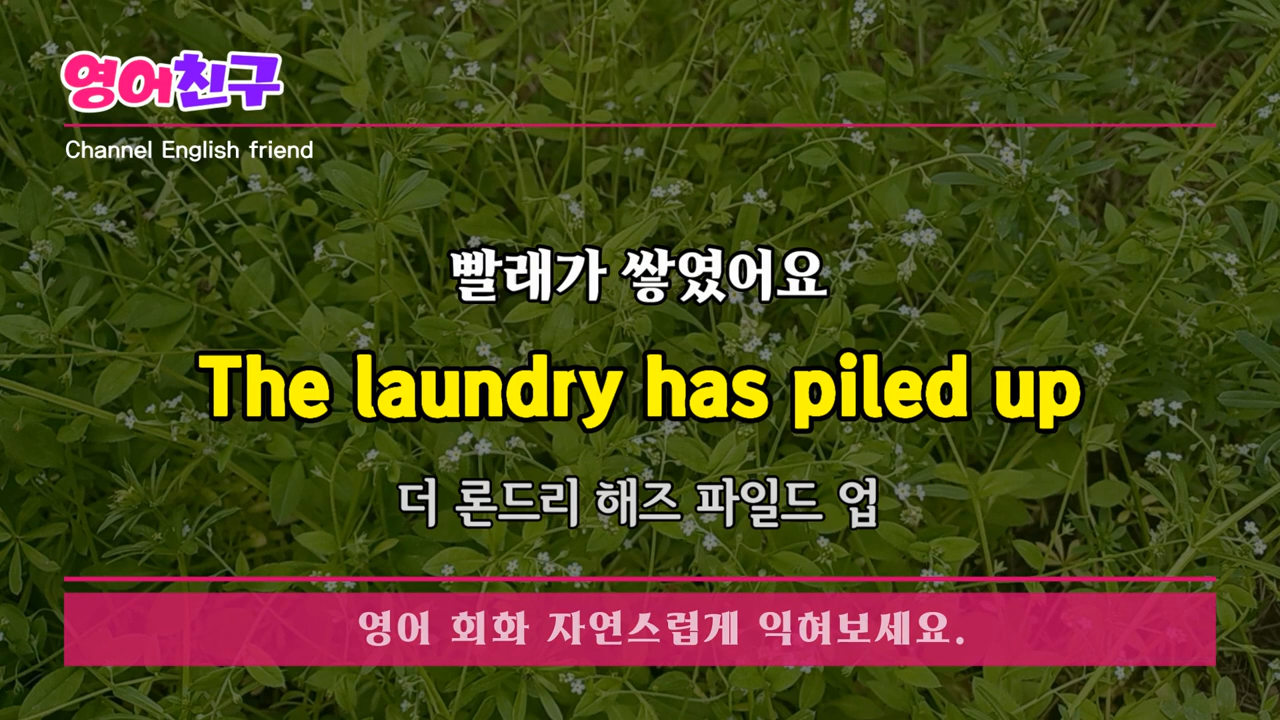 영어친구
Channel English friend
빨래가 쌓였어요
The laundry has piled up
더 론드리 해즈 파일드 업
영어 회화 자연스럽게 익혀보세요.